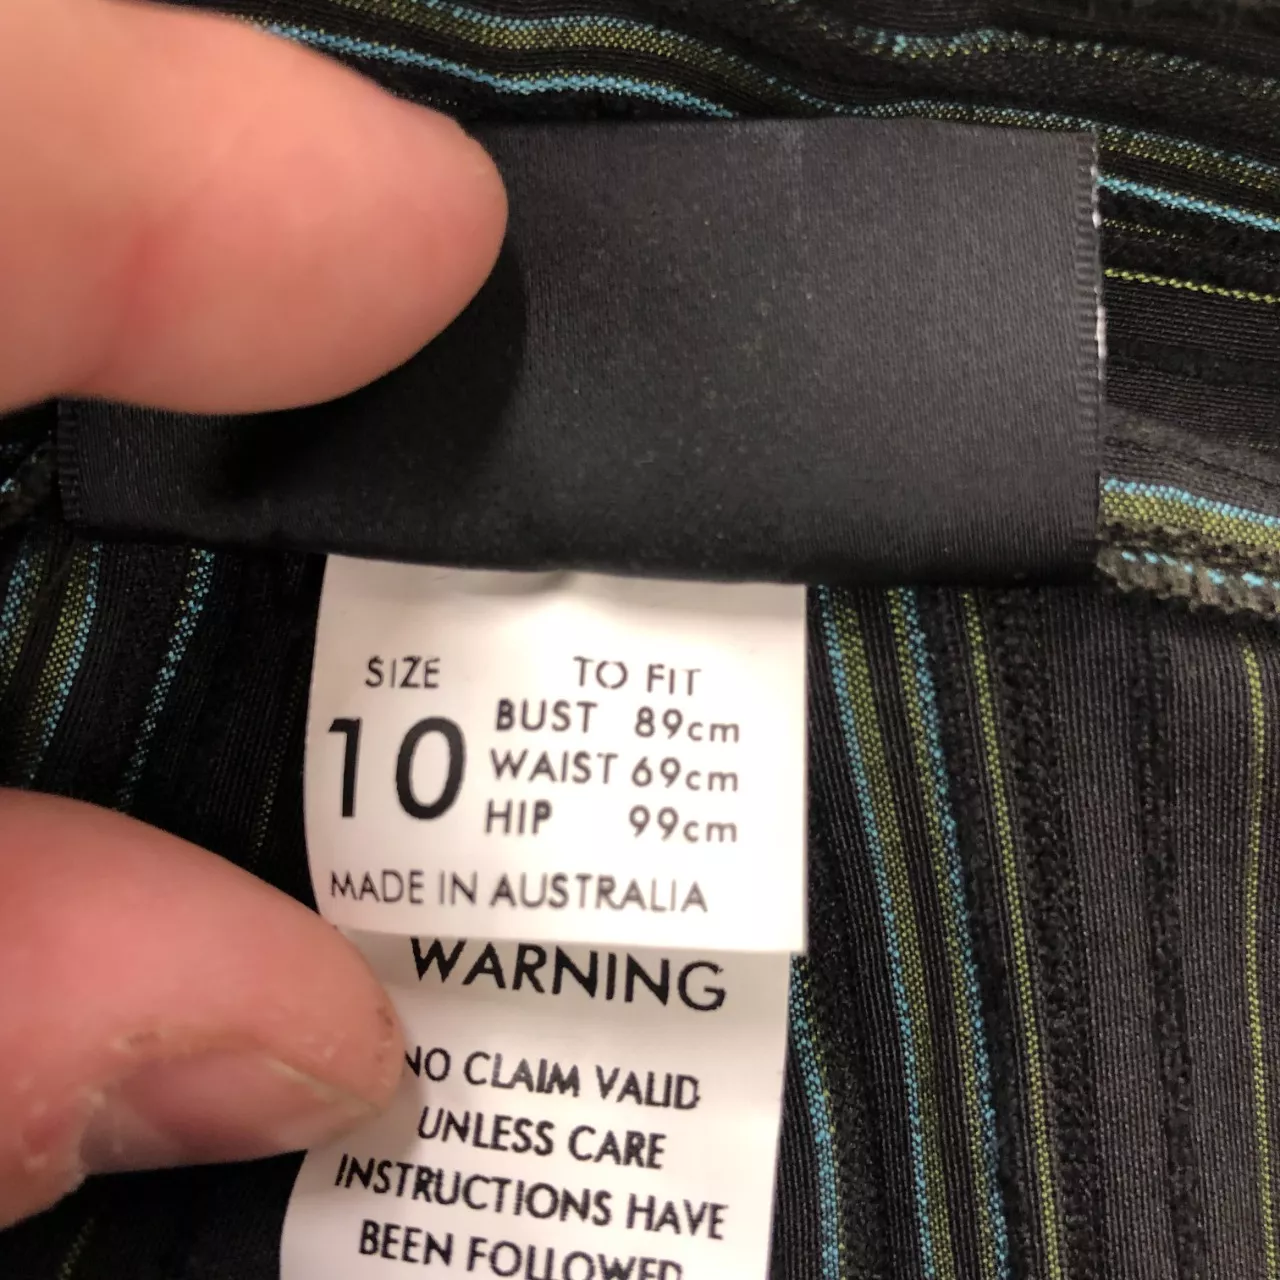 SIZE TO FIT
10 BUST 89cm
WAIST 69cm
HIP 99cm
MADE IN AUSTRALIA
WARNING
NO CLAIM VALID
UNLESS CARE
INSTRUCTIONS HAVE
BEEN FOLLOWED